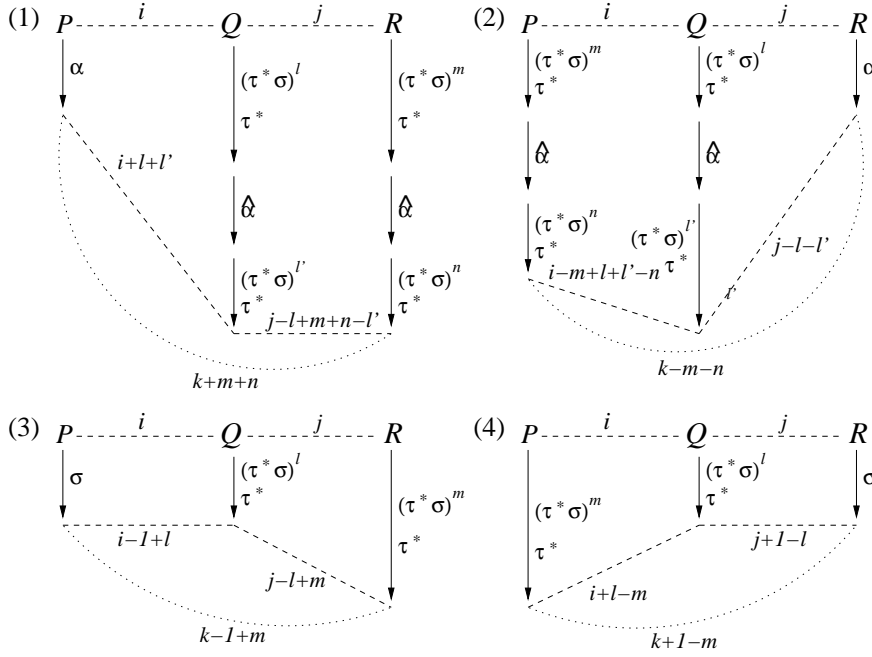 (1) P i Q j R
α
(τ*σ)^l
τ*
(τ*σ)^m
τ*
i+l+l'
α̂
α̂
(τ*σ)^l'
τ*
(τ*σ)^n
τ*
j−l+m+n−l'
k+m+n
(2) P i Q j R
(τ*σ)^m
τ*
(τ*σ)^l
τ*
α
α̂
α̂
(τ*σ)^n
τ*
(τ*σ)^l'
τ*
j−l−l'
i−m+l+l'−n
l'
k−m−n
(3) P i Q j R
σ
(τ*σ)^l
τ*
(τ*σ)^m
τ*
i−1+l
j−l+m
k−1+m
(4) P i Q j R
(τ*σ)^m
τ*
(τ*σ)^l
τ*
σ
j+1−l
i+l−m
k+1−m